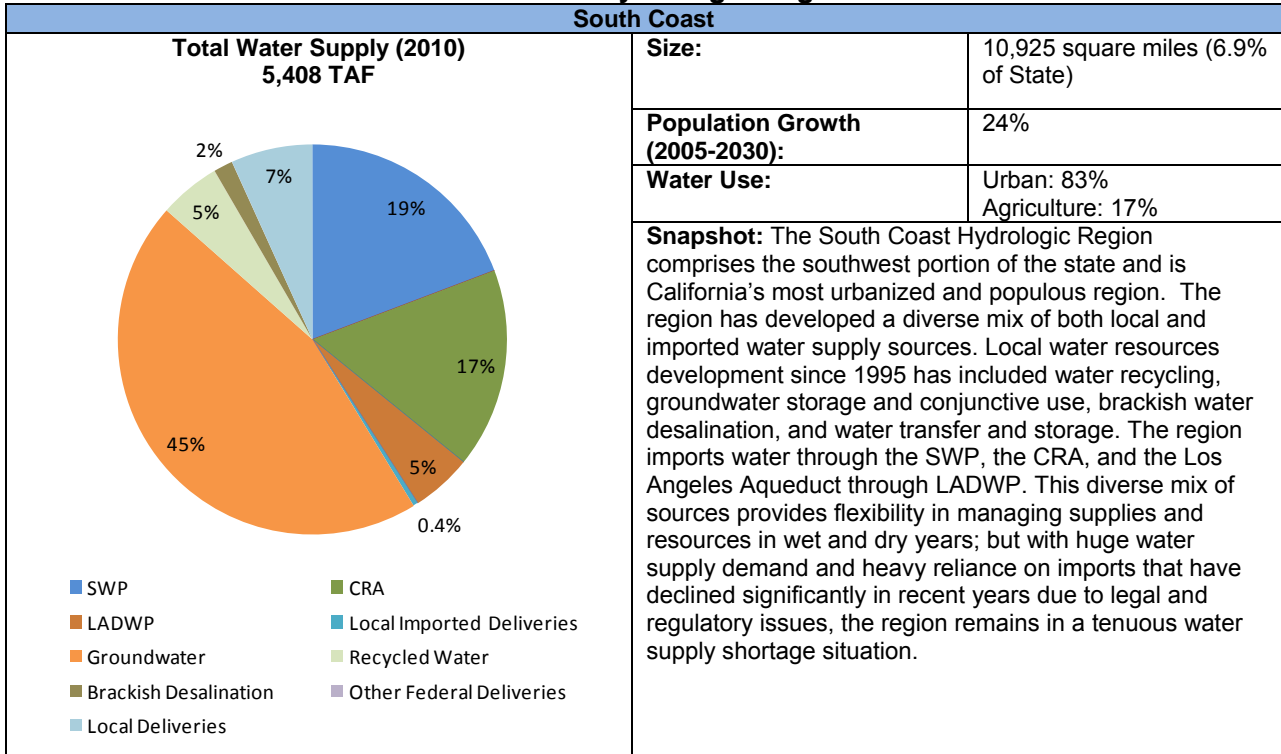 South Coast
Total Water Supply (2010)
5,408 TAF
2%
7%
19%
5%
17%
45%
5%
0.4%
SWP
CRA
LADWP
Local Imported Deliveries
Groundwater
Recycled Water
Brackish Desalination
Other Federal Deliveries
Local Deliveries
Size:
10,925 square miles (6.9%
of State)
Population Growth
(2005-2030):
24%
Water Use:
Urban: 83%
Agriculture: 17%
Snapshot: The South Coast Hydrologic Region
comprises the southwest portion of the state and is
California's most urbanized and populous region. The
region has developed a diverse mix of both local and
imported water supply sources. Local water resources
development since 1995 has included water recycling,
groundwater storage and conjunctive use, brackish water
desalination, and water transfer and storage. The region
imports water through the SWP, the CRA, and the Los
Angeles Aqueduct through LADWP. This diverse mix of
sources provides flexibility in managing supplies and
resources in wet and dry years; but with huge water
supply demand and heavy reliance on imports that have
declined significantly in recent years due to legal and
regulatory issues, the region remains in a tenuous water
supply shortage situation.